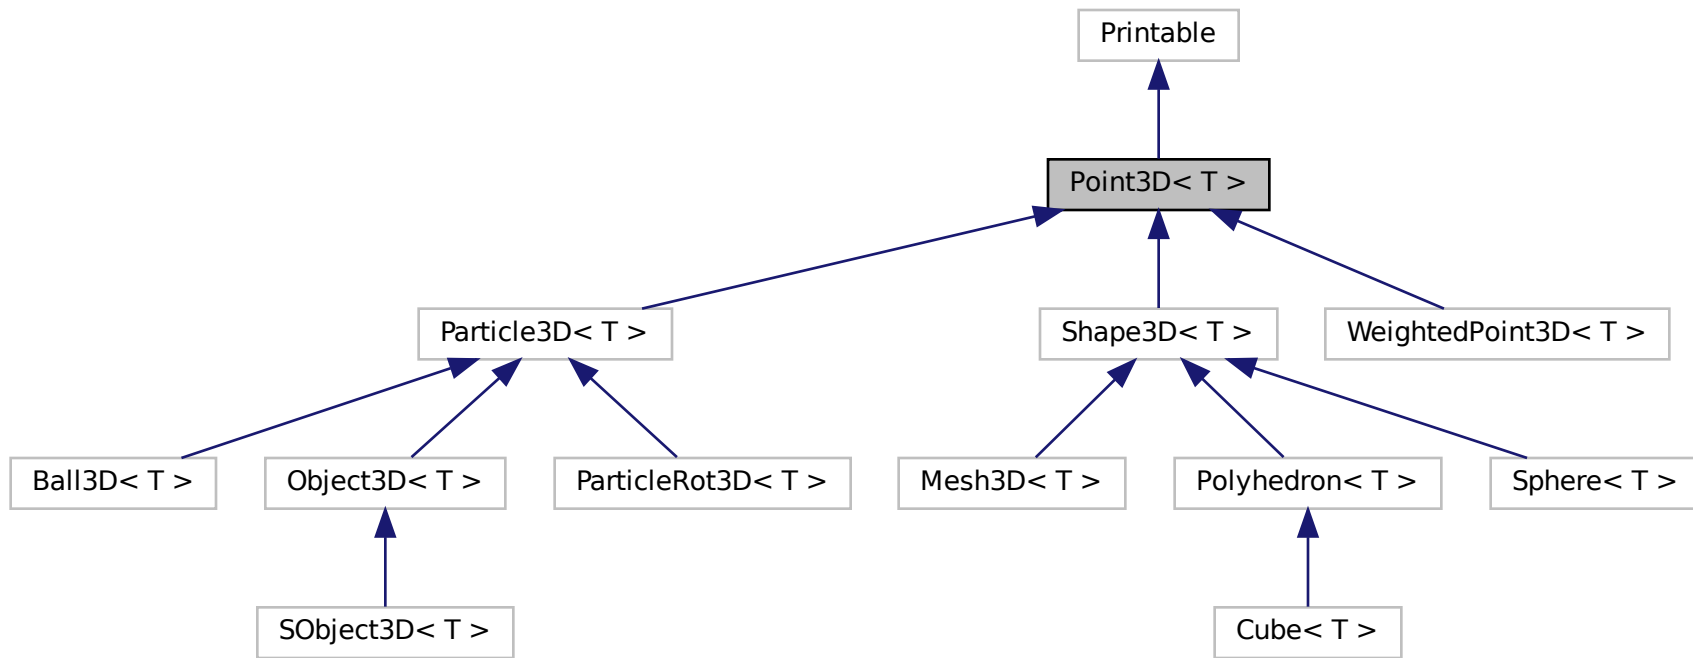 Printable
Point3D< T >
Particle3D< T >
Shape3D< T >
WeightedPoint3D< T >
Ball3D< T >
Object3D< T >
ParticleRot3D< T >
Mesh3D< T >
Polyhedron< T >
Sphere< T >
SObject3D< T >
Cube< T >